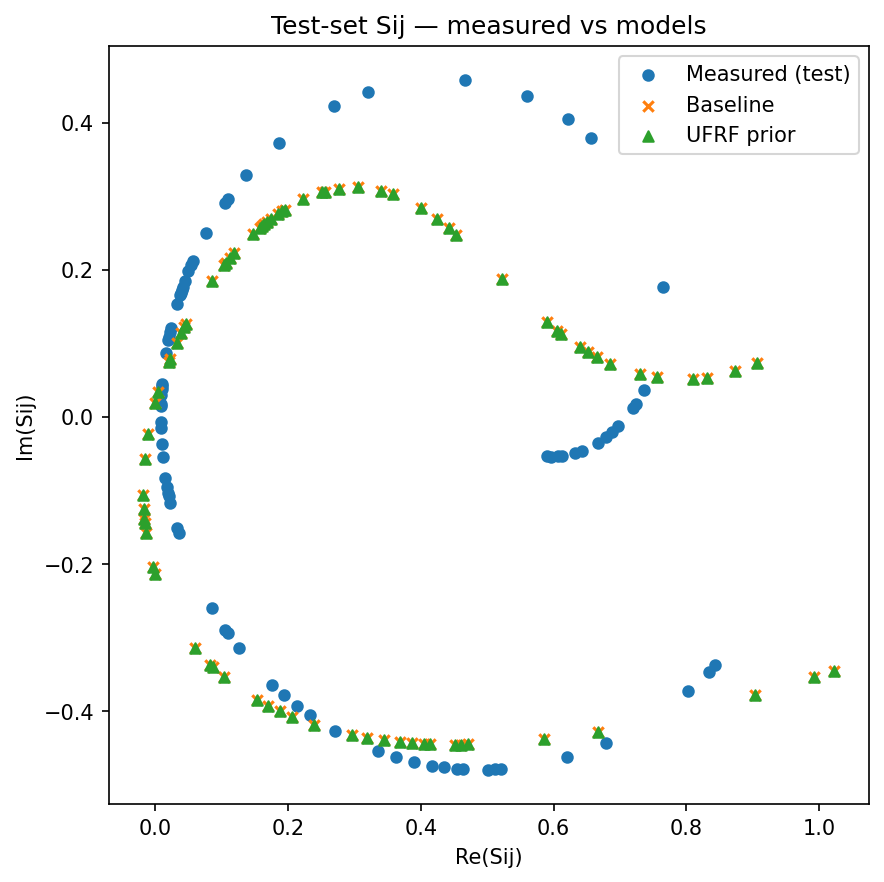 Test-set Sij — measured vs models
Measured (test)
Baseline
UFRF prior
0.4
0.2
0.0
−0.2
−0.4
Im(Sij)
0.0
0.2
0.4
0.6
0.8
1.0
Re(Sij)